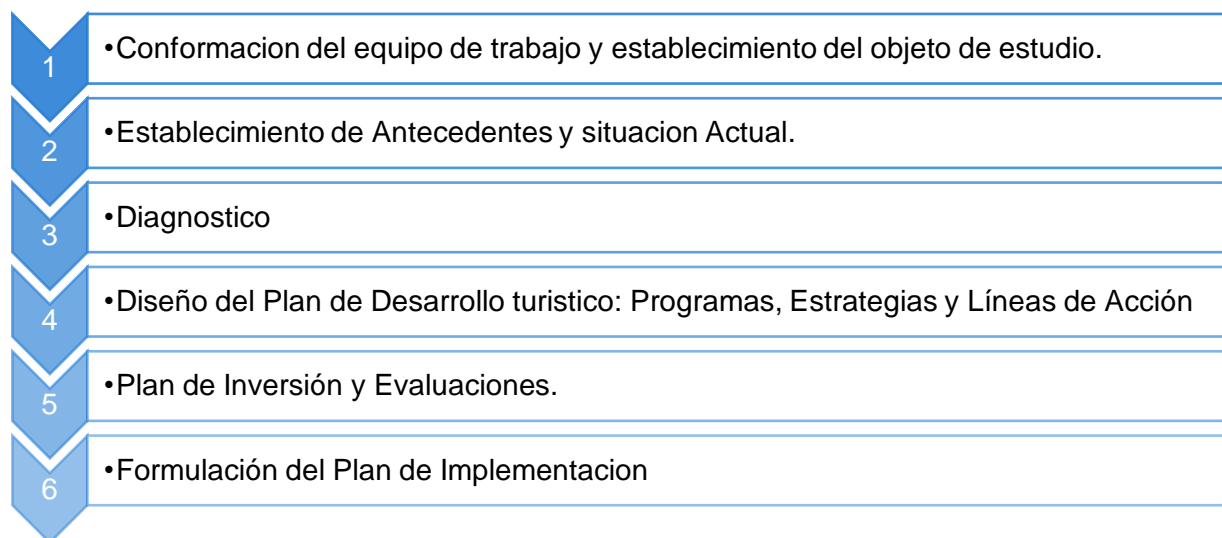 1
•Conformacion del equipo de trabajo y establecimiento del objeto de estudio.
2
•Establecimiento de Antecedentes y situacion Actual.
3
•Diagnostico
4
•Diseño del Plan de Desarrollo turistico: Programas, Estrategias y Líneas de Acción
5
•Plan de Inversión y Evaluaciones.
6
•Formulación del Plan de Implementacion